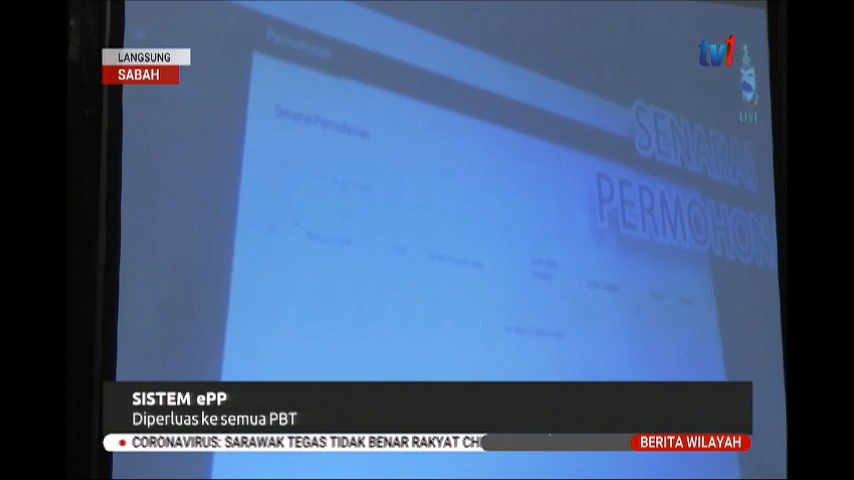 LANGSUNG
SABAH
tv1
LIVE
Permohonan
Senarai Permohonan
SENARAI
PERMOHON
SISTEM ePP
Diperluas ke semua PBT
CORONAVIRUS: SARAWAK TEGAS TIDAK BENAR RAKYAT CH
BERITA WILAYAH